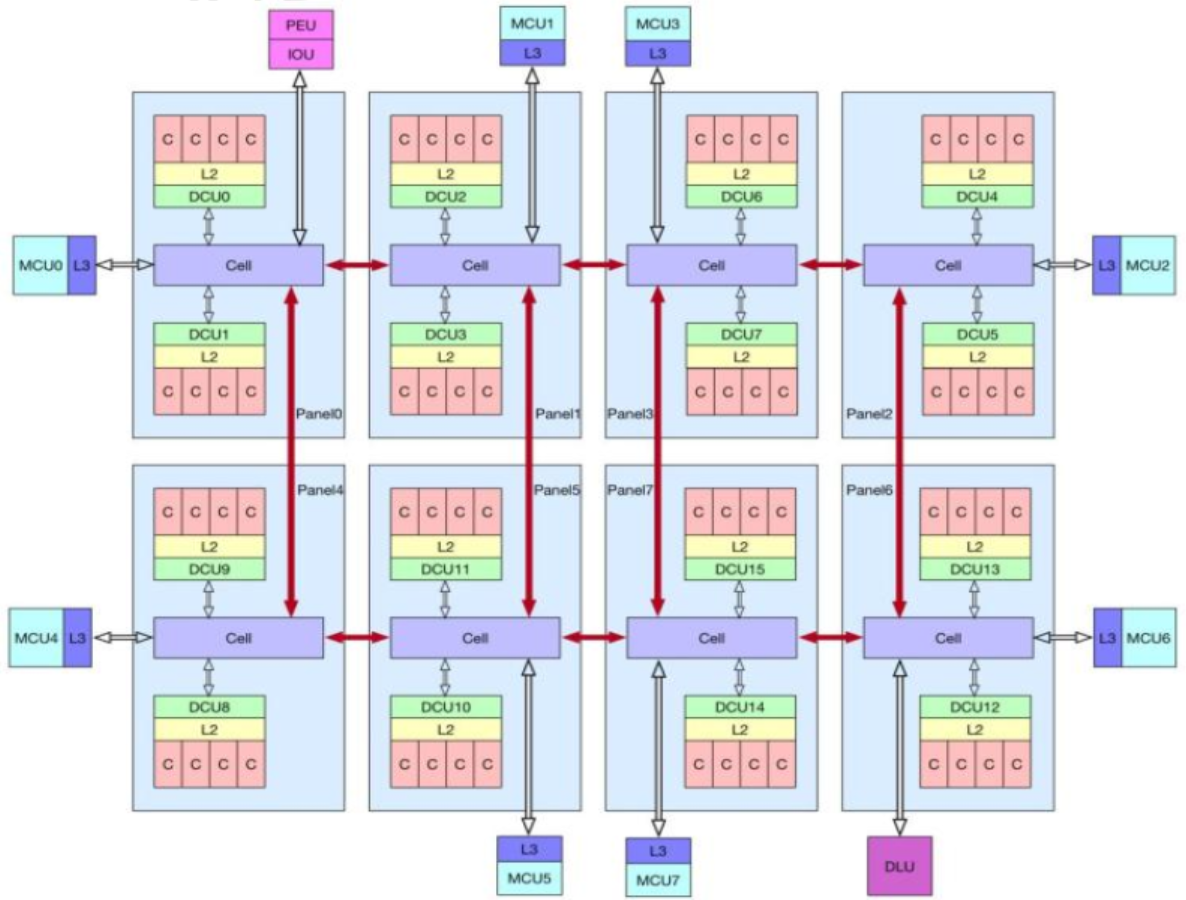 PEU
IOU
MCU1
L3
MCU3
L3
C C C C
L2
DCU0
C C C C
L2
DCU2
C C C C
L2
DCU6
C C C C
L2
DCU4
MCU0 L3
Cell
Cell
Cell
Cell
L3 MCU2
DCU1
L2
C C C C
DCU3
L2
C C C C
DCU7
L2
C C C C
DCU5
L2
C C C C
Panel0
Panel1
Panel3
Panel2
Panel4
Panel5
Panel7
Panel6
C C C C
L2
DCU9
C C C C
L2
DCU11
C C C C
L2
DCU15
C C C C
L2
DCU13
MCU4 L3
Cell
Cell
Cell
Cell
L3 MCU6
DCU8
L2
C C C C
DCU10
L2
C C C C
DCU14
L2
C C C C
DCU12
L2
C C C C
L3
MCU5
L3
MCU7
DLU